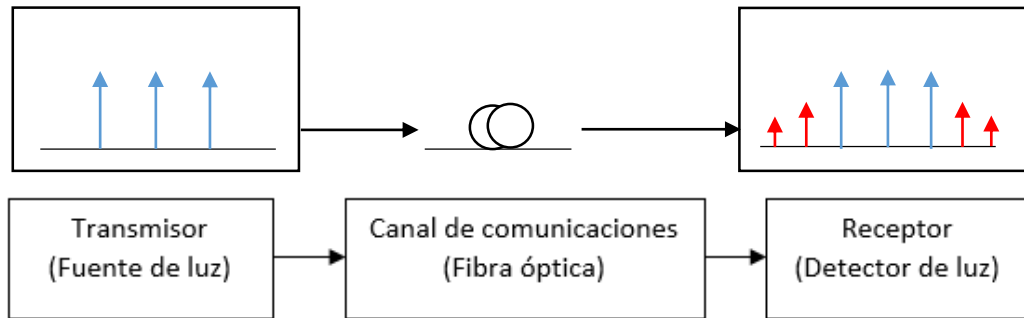 Transmisor
(Fuente de luz)
Canal de comunicaciones
(Fibra óptica)
Receptor
(Detector de luz)